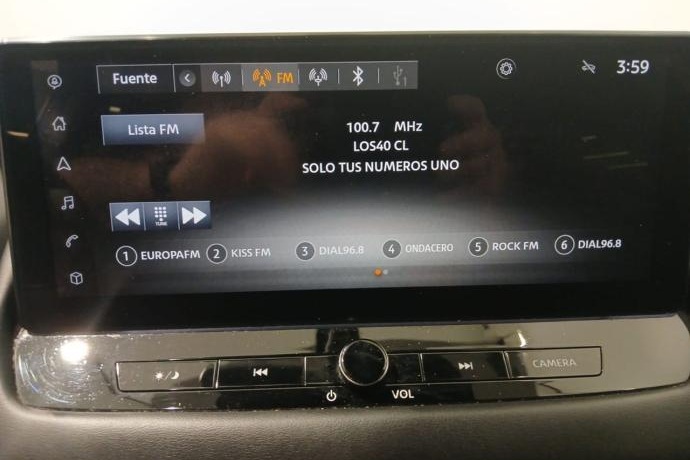 Fuente FM 3:59
Lista FM
100.7 MHz
LOS40 CL
SOLO TUS NUMEROS UNO
TUNE
1 EUROPAFM 2 KISS FM 3 DIAL96.8 4 ONDACERO 5 ROCK FM 6 DIAL96.8
CAMERA
VOL